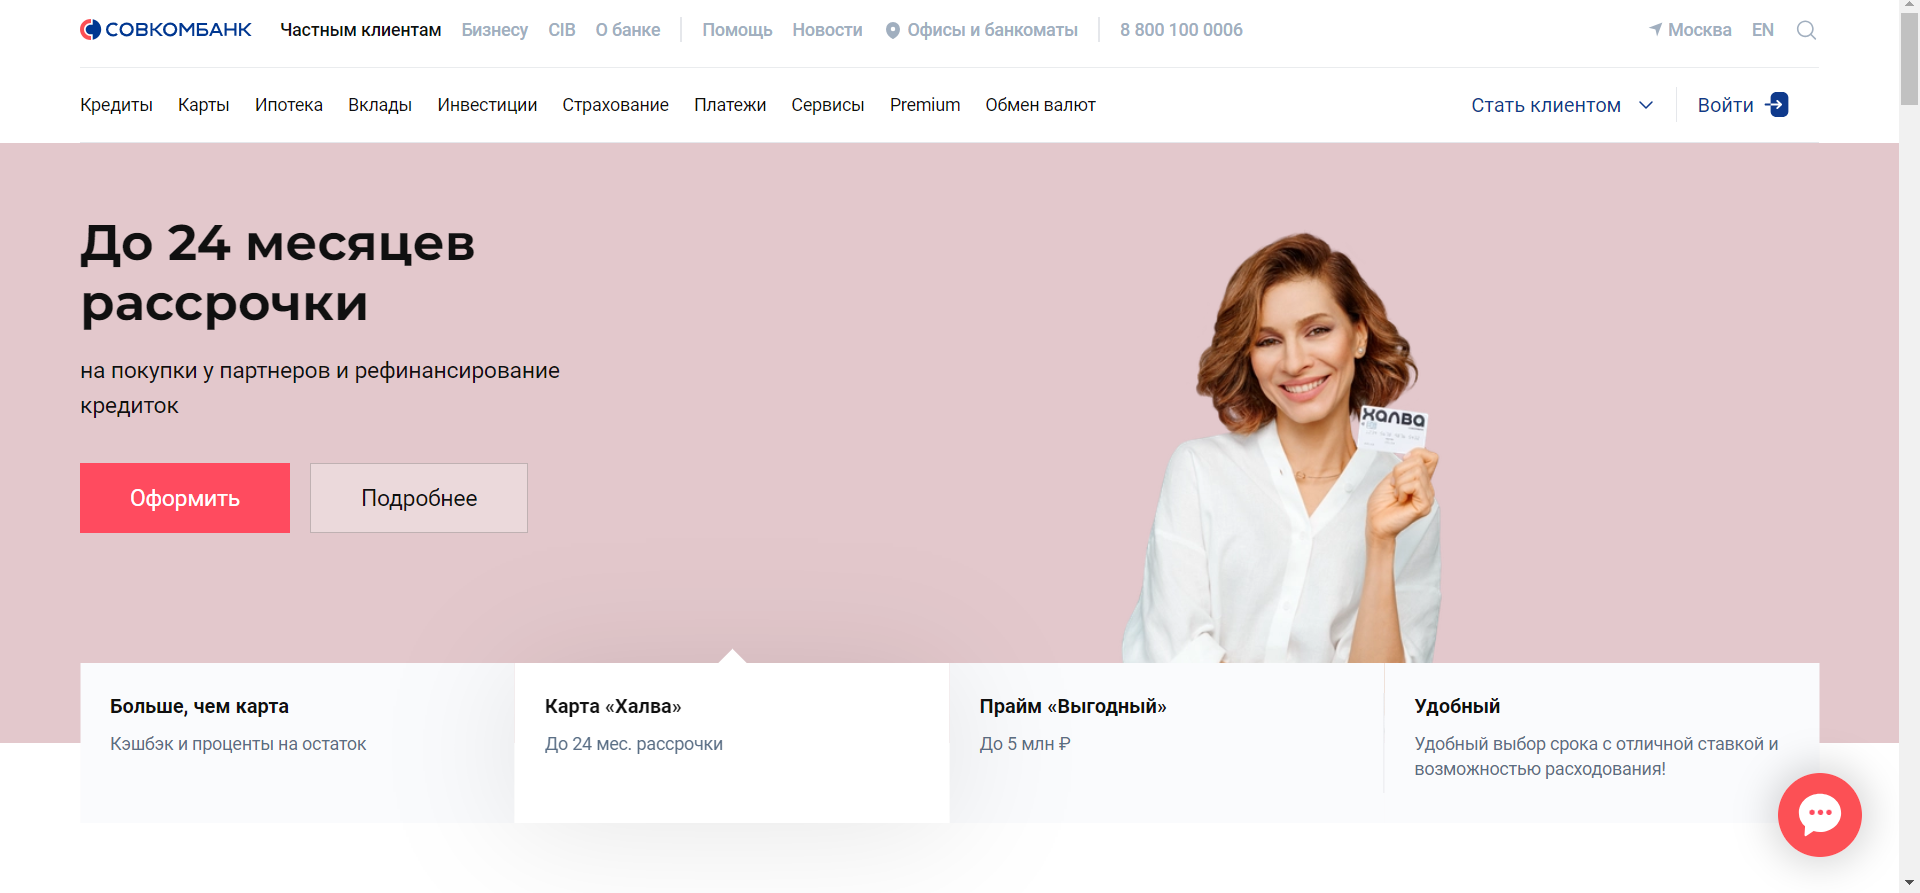 СОВКОМБАНК Частным клиентам Бизнесу CIB О банке Помощь Новости Офисы и банкоматы 8 800 100 0006 Москва EN
Кредиты Карты Ипотека Вклады Инвестиции Страхование Платежи Сервисы Premium Обмен валют Стать клиентом Войти
До 24 месяцев
рассрочки
на покупки у партнеров и рефинансирование
кредиток
Оформить Подробнее
халва
Больше, чем карта
Кэшбэк и проценты на остаток
Карта «Халва»
До 24 мес. рассрочки
Прайм «Выгодный»
До 5 млн ₽
Удобный
Удобный выбор срока с отличной ставкой и
возможностью расходования!